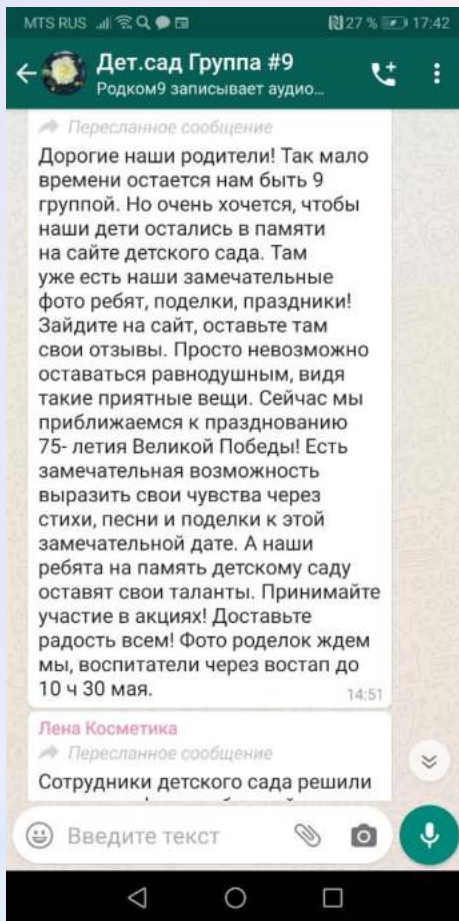 MTS RUS 27 % 17:42
Дет.сад Группа #9
Родком9 записывает аудио...
Пересланное сообщение
Дорогие наши родители! Так мало
времени остается нам быть 9
группой. Но очень хочется, чтобы
наши дети остались в памяти
на сайте детского сада. Там
уже есть наши замечательные
фото ребят, поделки, праздники!
Зайдите на сайт, оставьте там
свои отзывы. Просто невозможно
оставаться равнодушным, видя
такие приятные вещи. Сейчас мы
приближаемся к празднованию
75- летия Великой Победы! Есть
замечательная возможность
выразить свои чувства через
стихи, песни и поделки к этой
замечательной дате. А наши
ребята на память детскому саду
оставят свои таланты. Принимайте
участие в акциях! Доставьте
радость всем! Фото роделок ждем
мы, воспитатели через востап до
10 ч 30 мая.
14:51
Лена Косметика
Пересланное сообщение
Сотрудники детского сада решили
Введите текст